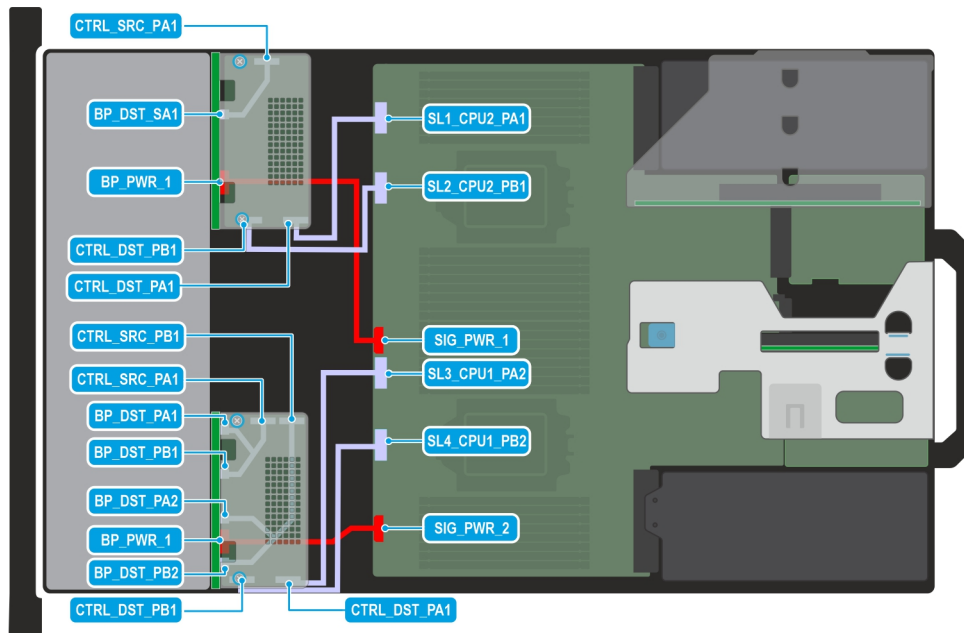 CTRL_SRC_PA1
BP_DST_SA1
SL1_CPU2_PA1
BP_PWR_1
SL2_CPU2_PB1
CTRL_DST_PB1
CTRL_DST_PA1
CTRL_SRC_PB1
SIG_PWR_1
CTRL_SRC_PA1
SL3_CPU1_PA2
BP_DST_PA1
BP_DST_PB1
SL4_CPU1_PB2
BP_DST_PA2
BP_PWR_1
SIG_PWR_2
BP_DST_PB2
CTRL_DST_PB1
CTRL_DST_PA1